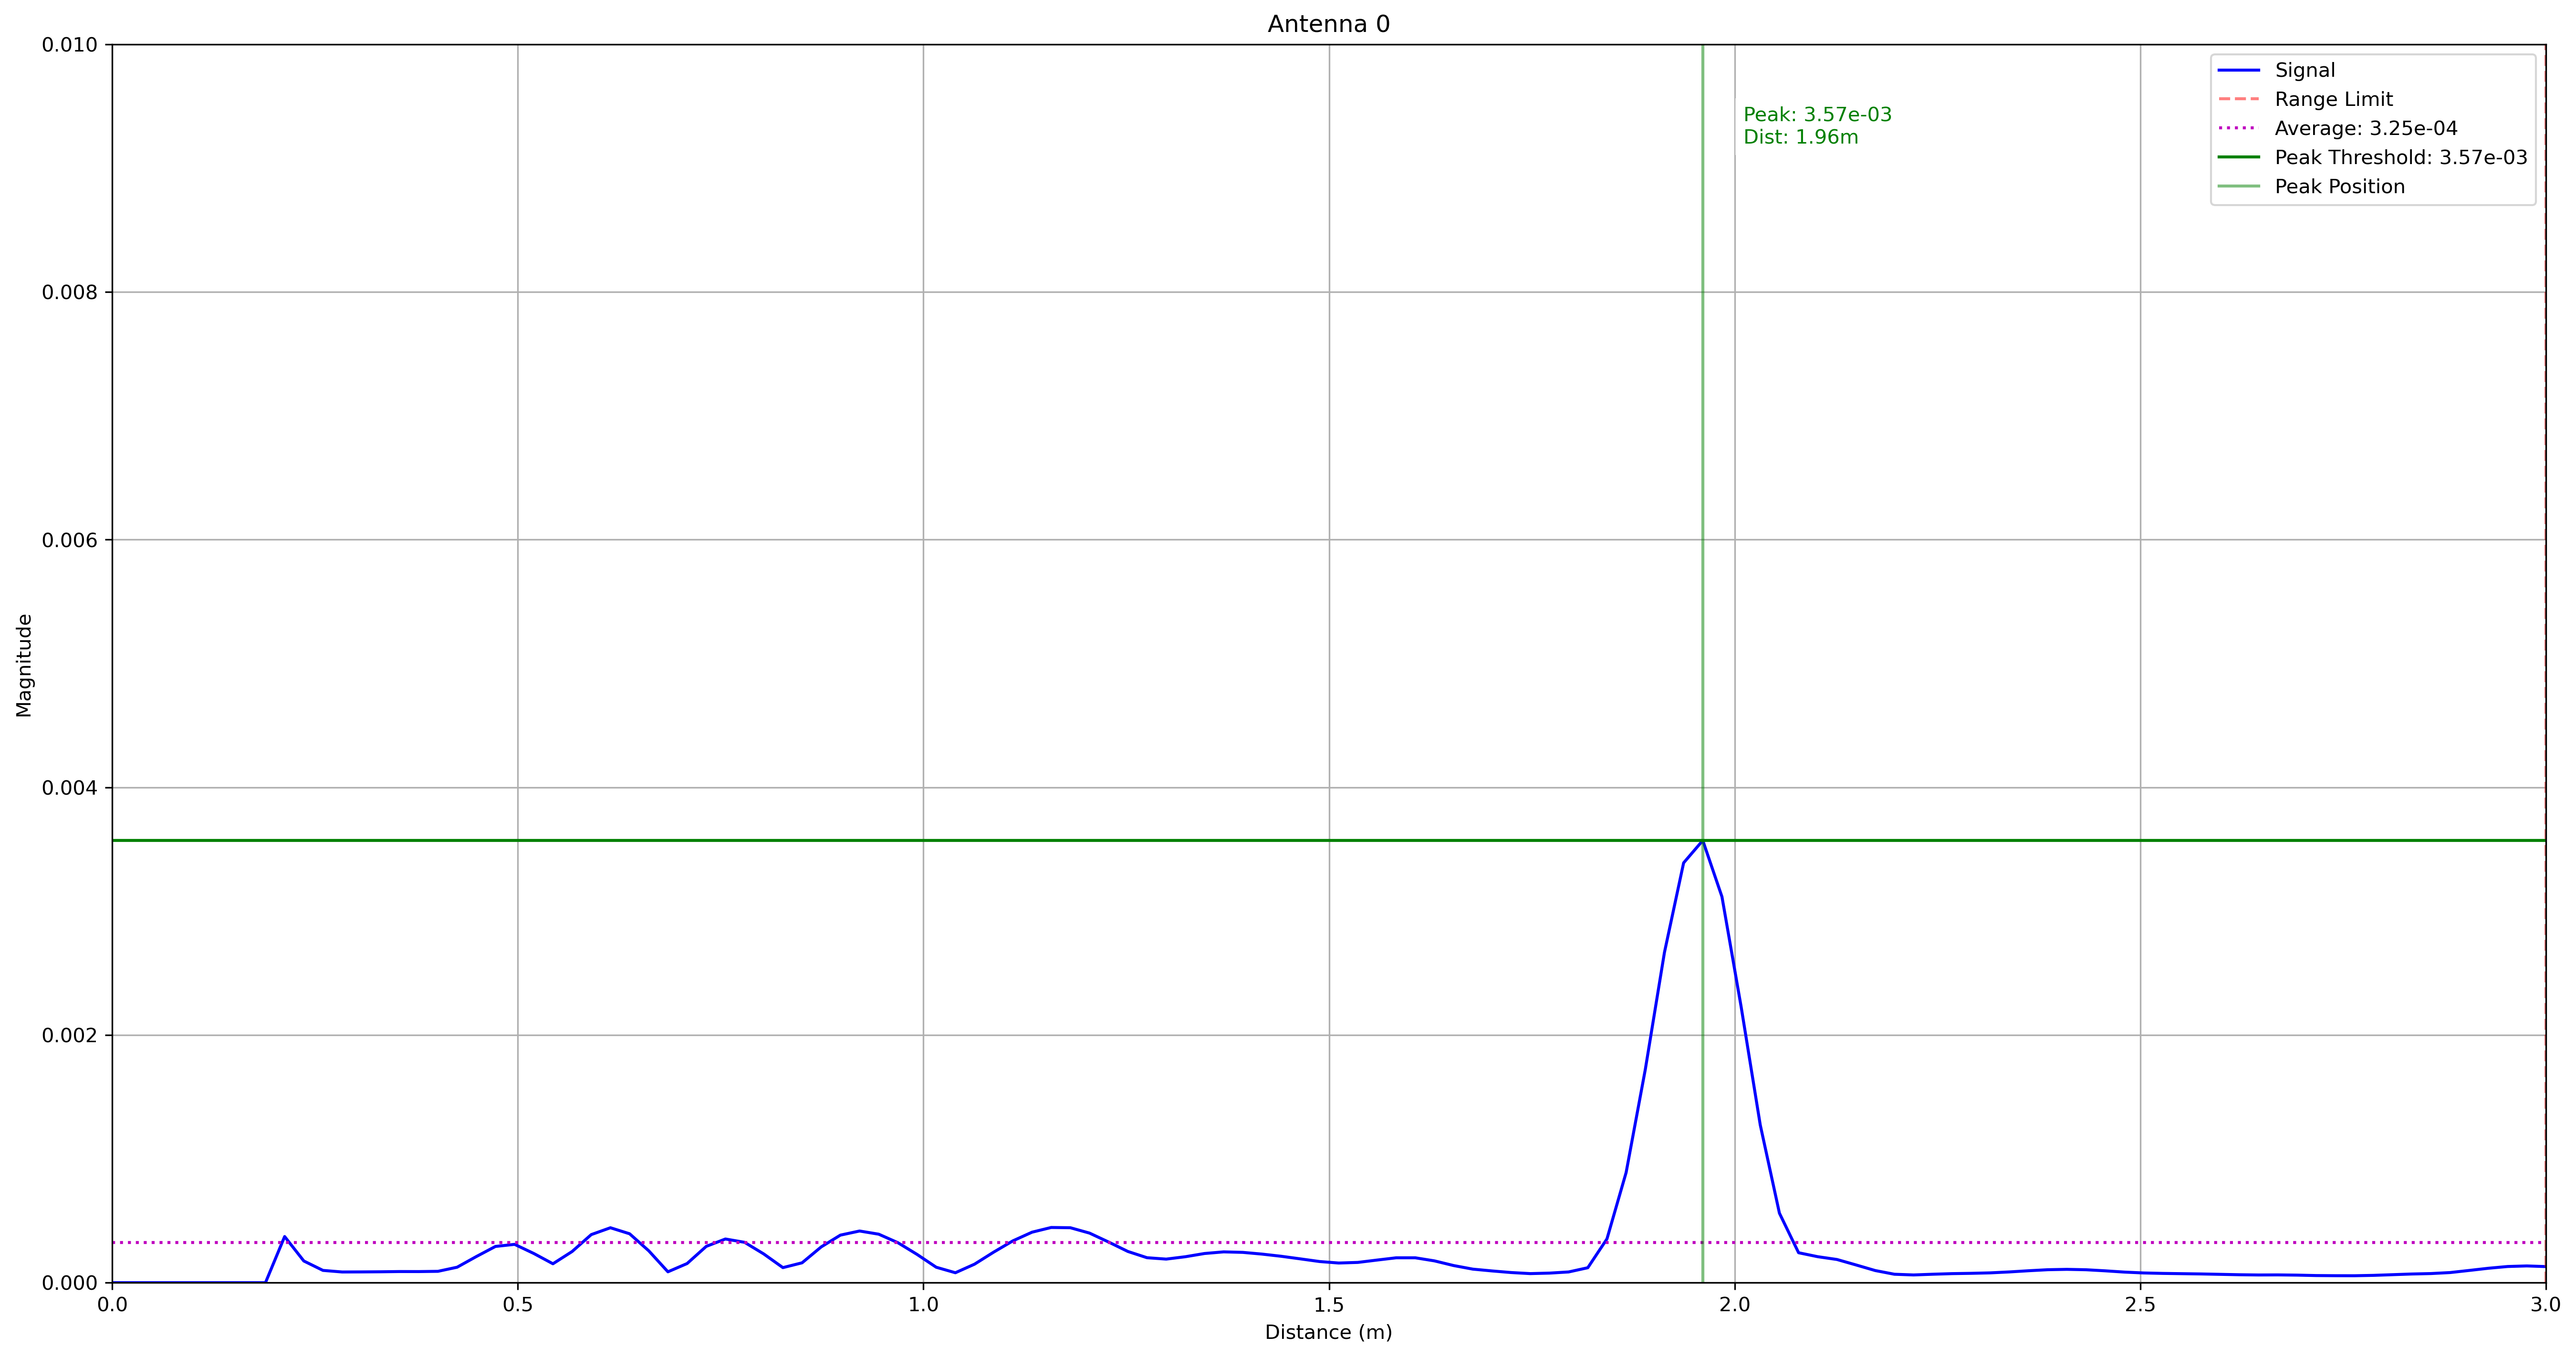 Antenna 0
0.010
0.008
0.006
0.004
0.002
0.000
Magnitude
Peak: 3.57e-03
Dist: 1.96m
Signal
Range Limit
Average: 3.25e-04
Peak Threshold: 3.57e-03
Peak Position
0.0 0.5 1.0 1.5 2.0 2.5 3.0
Distance (m)